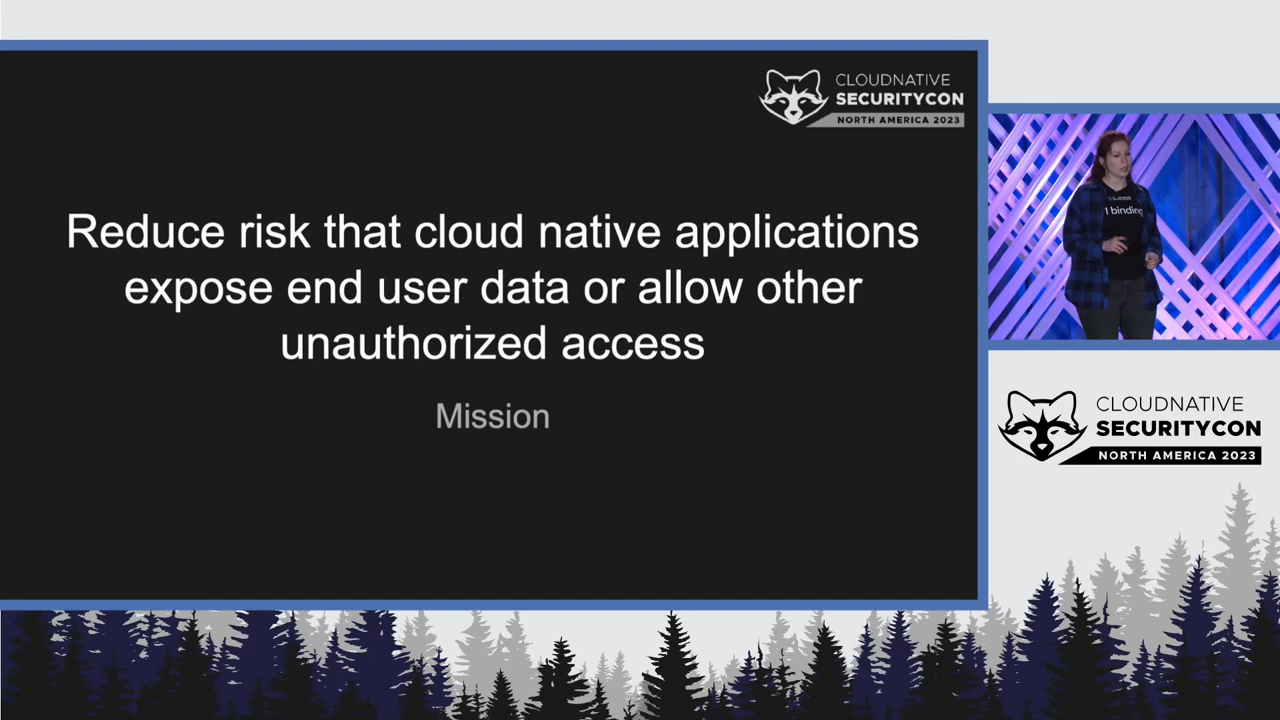 CLOUDNATIVE
SECURITYCON
NORTH AMERICA 2023
Reduce risk that cloud native applications
expose end user data or allow other
unauthorized access
Mission
I binding
CLOUDNATIVE
SECURITYCON
NORTH AMERICA 2023